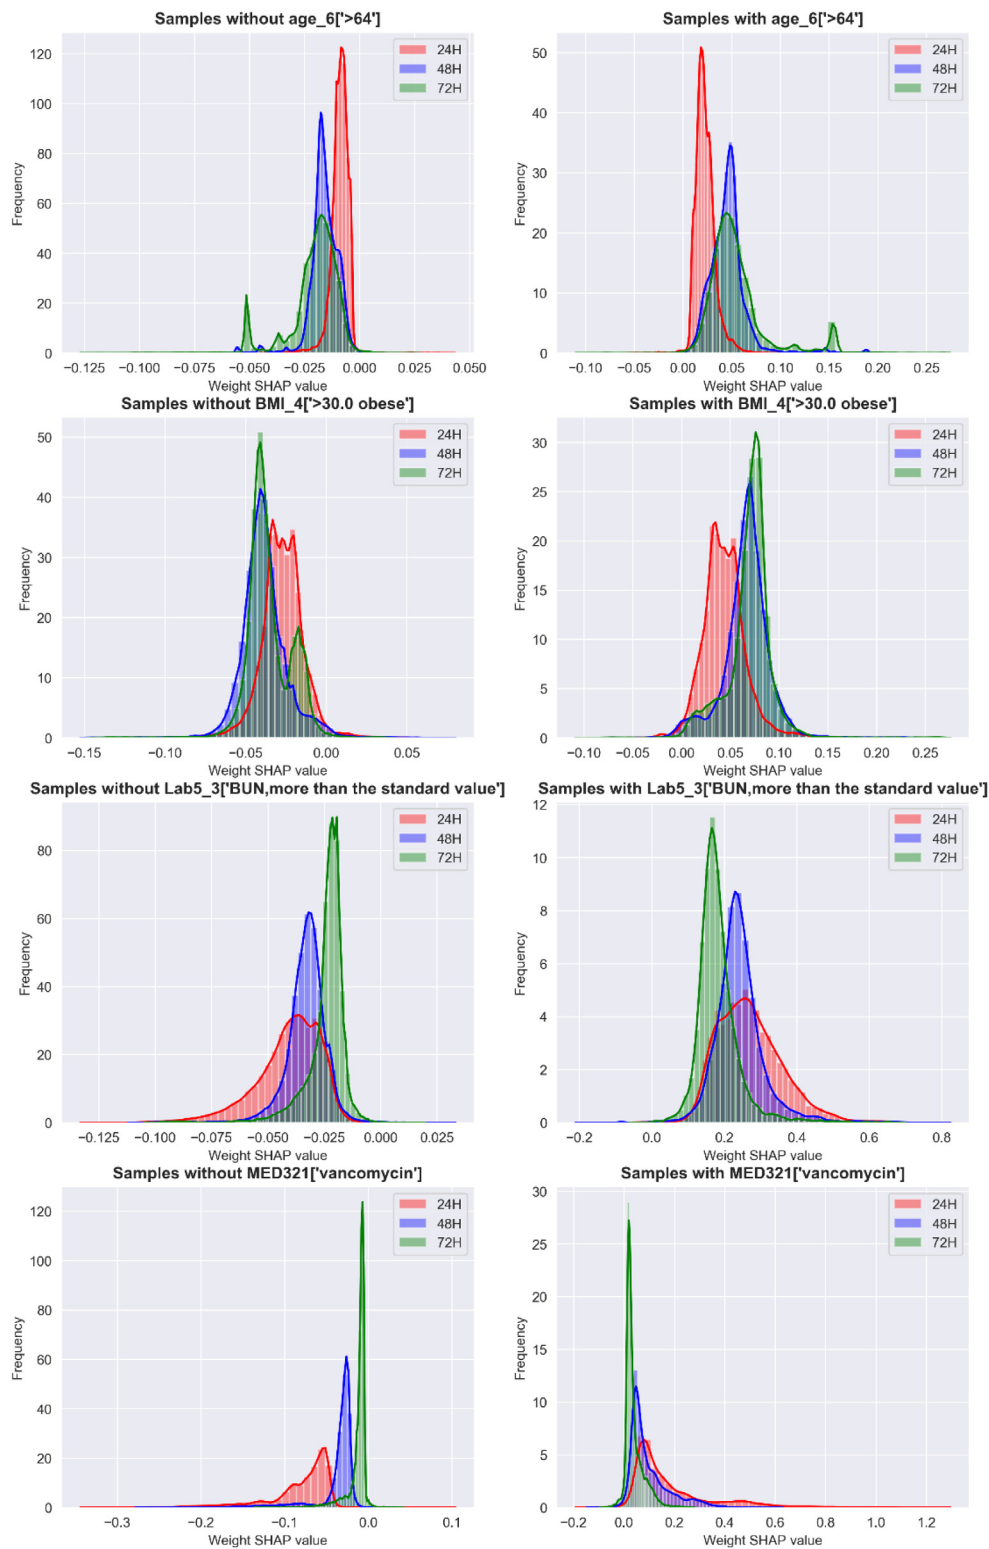 Samples without age_6['>64']
Frequency
120
100
80
60
40
20
0
24H
48H
72H
−0.125 −0.100 −0.075 −0.050 −0.025 0.000 0.025 0.050
Weight SHAP value
Samples with age_6['>64']
Frequency
50
40
30
20
10
0
24H
48H
72H
−0.10 −0.05 0.00 0.05 0.10 0.15 0.20 0.25
Weight SHAP value
Samples without BMI_4['>30.0 obese']
Frequency
50
40
30
20
10
0
24H
48H
72H
−0.15 −0.10 −0.05 0.00 0.05
Weight SHAP value
Samples with BMI_4['>30.0 obese']
Frequency
30
25
20
15
10
5
0
24H
48H
72H
−0.10 −0.05 0.00 0.05 0.10 0.15 0.20 0.25
Weight SHAP value
Samples without Lab5_3['BUN,more than the standard value']
Frequency
80
60
40
20
0
24H
48H
72H
−0.125 −0.100 −0.075 −0.050 −0.025 0.000 0.025
Weight SHAP value
Samples with Lab5_3['BUN,more than the standard value']
Frequency
12
10
8
6
4
2
0
24H
48H
72H
−0.2 0.0 0.2 0.4 0.6 0.8
Weight SHAP value
Samples without MED321['vancomycin']
Frequency
120
100
80
60
40
20
0
24H
48H
72H
−0.3 −0.2 −0.1 0.0 0.1
Weight SHAP value
Samples with MED321['vancomycin']
Frequency
30
25
20
15
10
5
0
24H
48H
72H
−0.2 0.0 0.2 0.4 0.6 0.8 1.0 1.2
Weight SHAP value